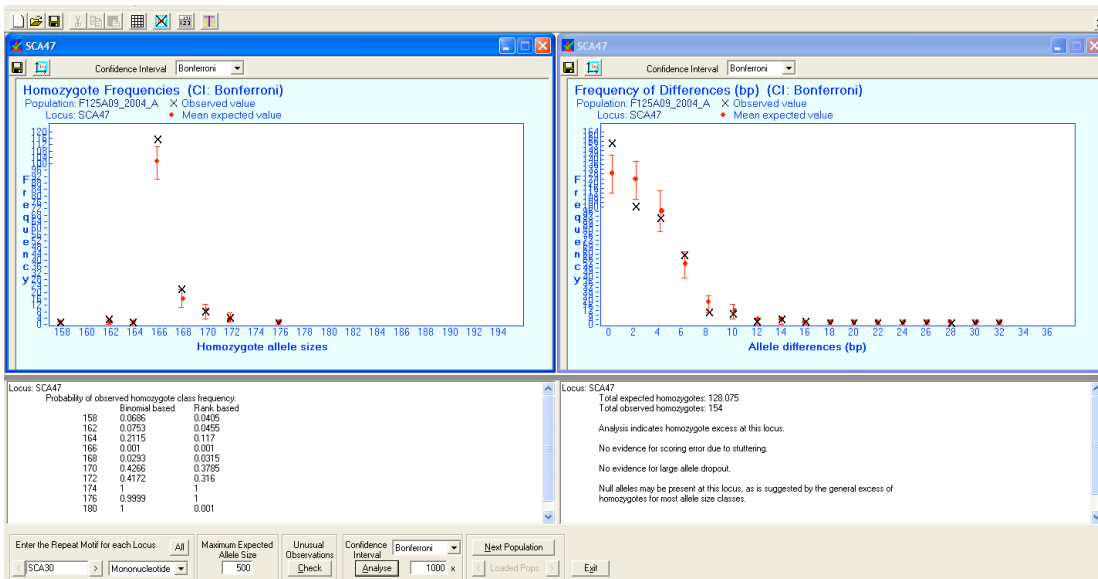 SCA47
Confidence Interval Bonferroni
Homozygote Frequencies (CI: Bonferroni)
Population: F125A09_2004_A X Observed value
Locus: SCA47 Mean expected value
Frequency
158 160 162 164 166 168 170 172 174 176 178 180 182 184 186 188 190 192 194
Homozygote allele sizes
SCA47
Confidence Interval Bonferroni
Frequency of Differences (bp) (CI: Bonferroni)
Population: F125A09_2004_A X Observed value
Locus: SCA47 Mean expected value
Frequency
0 2 4 6 8 10 12 14 16 18 20 22 24 26 28 30 32 34 36
Allele differences (bp)
Locus: SCA47
Probability of observed homozygote class frequency:
Binomial based Rank based
158 0.0686 0.0405
162 0.0753 0.0455
164 0.2115 0.117
166 0.001 0.001
168 0.0293 0.0315
170 0.4266 0.3785
172 0.4172 0.316
174 1 1
176 0.9999 1
180 1 0.001
Locus: SCA47
Total expected homozygotes: 128.075
Total observed homozygotes: 154
Analysis indicates homozygote excess at this locus.
No evidence for scoring error due to stuttering.
No evidence for large allele dropout.
Null alleles may be present at this locus, as is suggested by the general excess of
homozygotes for most allele size classes.
Enter the Repeat Motif for each Locus All
< SCA30 > Mononucleotide
Maximum Expected
Allele Size
500
Unusual
Observations
Check
Confidence
Interval Bonferroni
Analyse 1000 x
Next Population
< Loaded Pops. >
Exit